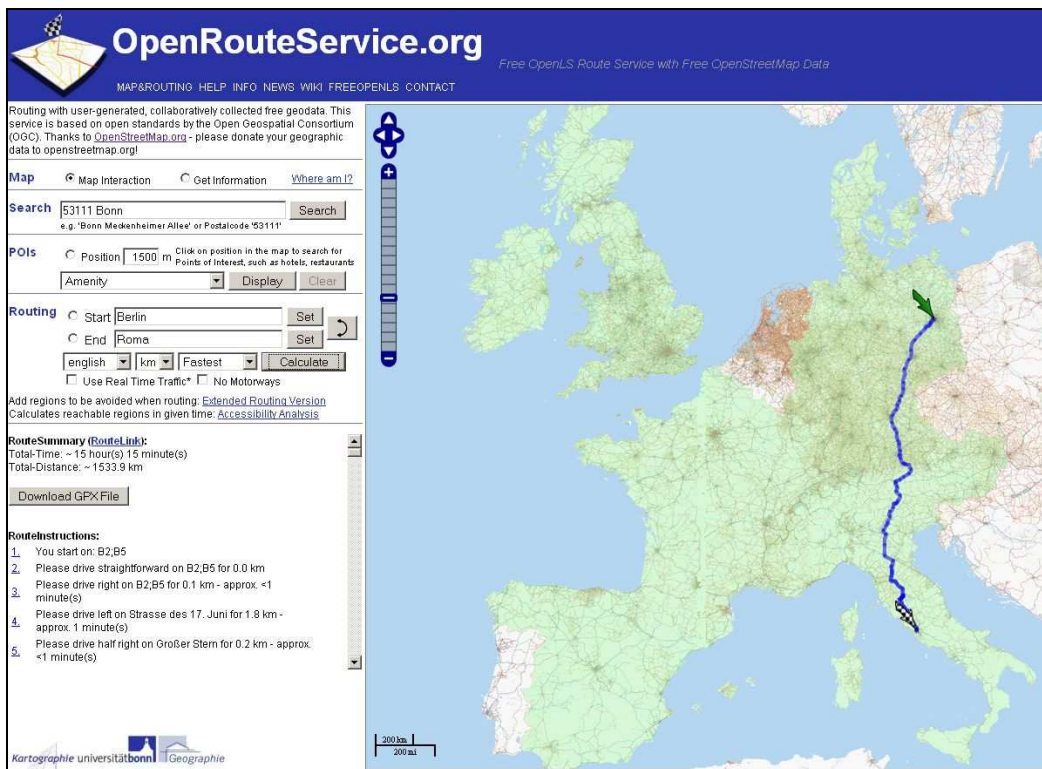 OpenRouteService.org
Free OpenLS Route Service with Free OpenStreetMap Data
MAP&ROUTING HELP INFO NEWS WIKI FREEOPENLS CONTACT
Routing with user-generated, collaboratively collected free geodata. This
service is based on open standards by the Open Geospatial Consortium
(OGC). Thanks to OpenStreetMap.org - please donate your geographic
data to openstreetmap.org!
Map Map Interaction Get Information Where am I?
Search 53111 Bonn Search
e.g. 'Bonn Meckenheimer Allee' or Postalcode '53111'
POIs Position 1500 m Click on position in the map to search for
Points of Interest, such as hotels, restaurants
Amenity Display Clear
Routing Start Berlin Set
End Roma Set
english km Fastest Calculate
Use Real Time Traffic* No Motorways
Add regions to be avoided when routing: Extended Routing Version
Calculates reachable regions in given time: Accessibility Analysis
RouteSummary (RouteLink):
Total-Time: ~ 15 hour(s) 15 minute(s)
Total-Distance: ~ 1533.9 km
Download GPX File
RouteInstructions:
1. You start on: B2;B5
2. Please drive straightforward on B2;B5 for 0.0 km
3. Please drive right on B2;B5 for 0.1 km - approx. <1
minute(s)
4. Please drive left on Strasse des 17. Juni for 1.8 km -
approx. 1 minute(s)
5. Please drive half right on Großer Stern for 0.2 km - approx.
<1 minute(s)
Kartographie universitätbonn Geographie
200 km
200 mi